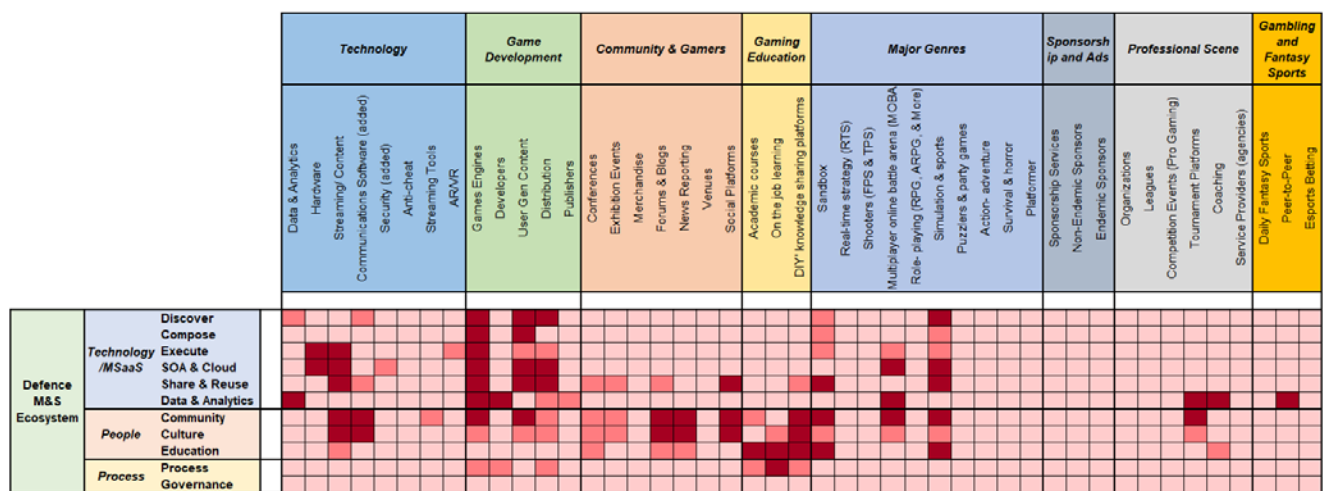 Technology
Game
Development
Community & Gamers
Gaming
Education
Major Genres
Sponsorsh
ip and Ads
Professional Scene
Gambling
and
Fantasy
Sports
Data & Analytics
Hardware
Streaming/ Content
Communications Software (added)
Security (added)
Anti-cheat
Streaming Tools
AR/VR
Games Engines
Developers
User Gen Content
Distribution
Publishers
Conferences
Exhibition Events
Merchandise
Forums & Blogs
News Reporting
Venues
Social Platforms
Academic courses
On the job learning
DIY' knowledge sharing platforms
Sandbox
Real-time strategy (RTS)
Shooters (FPS & TPS)
Multiplayer online battle arena (MOBA
Role- playing (RPG, ARPG, & More)
Simulation & sports
Puzzlers & party games
Action- adventure
Survival & horror
Platformer
Sponsorship Services
Non-Endemic Sponsors
Endemic Sponsors
Organizations
Leagues
Competition Events (Pro Gaming)
Tournament Platforms
Coaching
Service Providers (agencies)
Daily Fantasy Sports
Peer-to-Peer
Esports Betting
Defence
M&S
Ecosystem
Technology
/MSaaS
Discover
Compose
Execute
SOA & Cloud
Share & Reuse
Data & Analytics
People
Community
Culture
Education
Process
Process
Governance